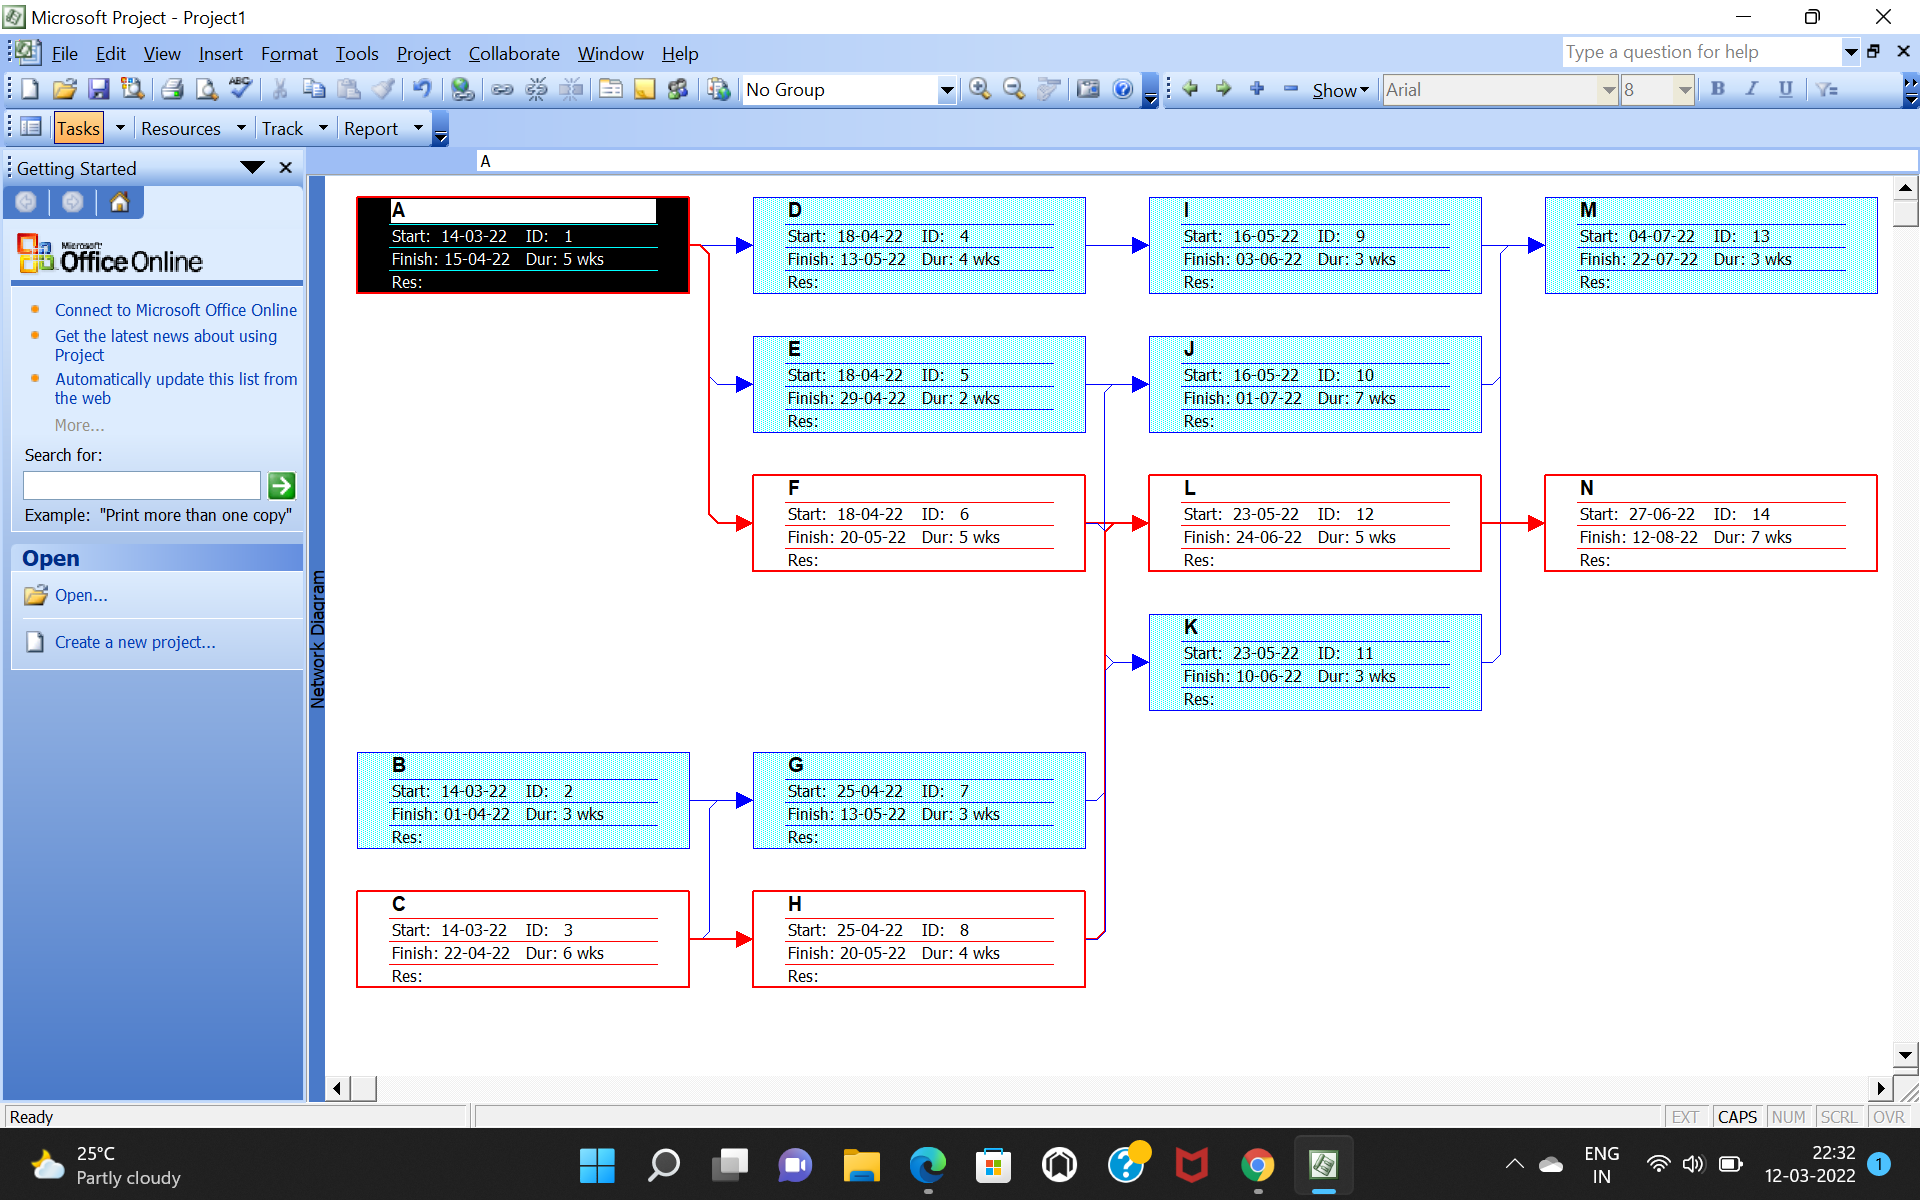 Microsoft Project - Project1
File Edit View Insert Format Tools Project Collaborate Window Help
Type a question for help
No Group
Show
Arial
8
B I U
Tasks Resources Track Report
Getting Started
A
Microsoft
Office Online
Connect to Microsoft Office Online
Get the latest news about using
Project
Automatically update this list from
the web
More...
Search for:
Example: "Print more than one copy"
Open
Open...
Create a new project...
Network Diagram
A
Start: 14-03-22 ID: 1
Finish: 15-04-22 Dur: 5 wks
Res:
D
Start: 18-04-22 ID: 4
Finish: 13-05-22 Dur: 4 wks
Res:
I
Start: 16-05-22 ID: 9
Finish: 03-06-22 Dur: 3 wks
Res:
M
Start: 04-07-22 ID: 13
Finish: 22-07-22 Dur: 3 wks
Res:
E
Start: 18-04-22 ID: 5
Finish: 29-04-22 Dur: 2 wks
Res:
J
Start: 16-05-22 ID: 10
Finish: 01-07-22 Dur: 7 wks
Res:
F
Start: 18-04-22 ID: 6
Finish: 20-05-22 Dur: 5 wks
Res:
L
Start: 23-05-22 ID: 12
Finish: 24-06-22 Dur: 5 wks
Res:
N
Start: 27-06-22 ID: 14
Finish: 12-08-22 Dur: 7 wks
Res:
K
Start: 23-05-22 ID: 11
Finish: 10-06-22 Dur: 3 wks
Res:
B
Start: 14-03-22 ID: 2
Finish: 01-04-22 Dur: 3 wks
Res:
G
Start: 25-04-22 ID: 7
Finish: 13-05-22 Dur: 3 wks
Res:
C
Start: 14-03-22 ID: 3
Finish: 22-04-22 Dur: 6 wks
Res:
H
Start: 25-04-22 ID: 8
Finish: 20-05-22 Dur: 4 wks
Res:
Ready
EXT CAPS NUM SCRL OVR
25°C
Partly cloudy
ENG
IN
22:32
12-03-2022
1